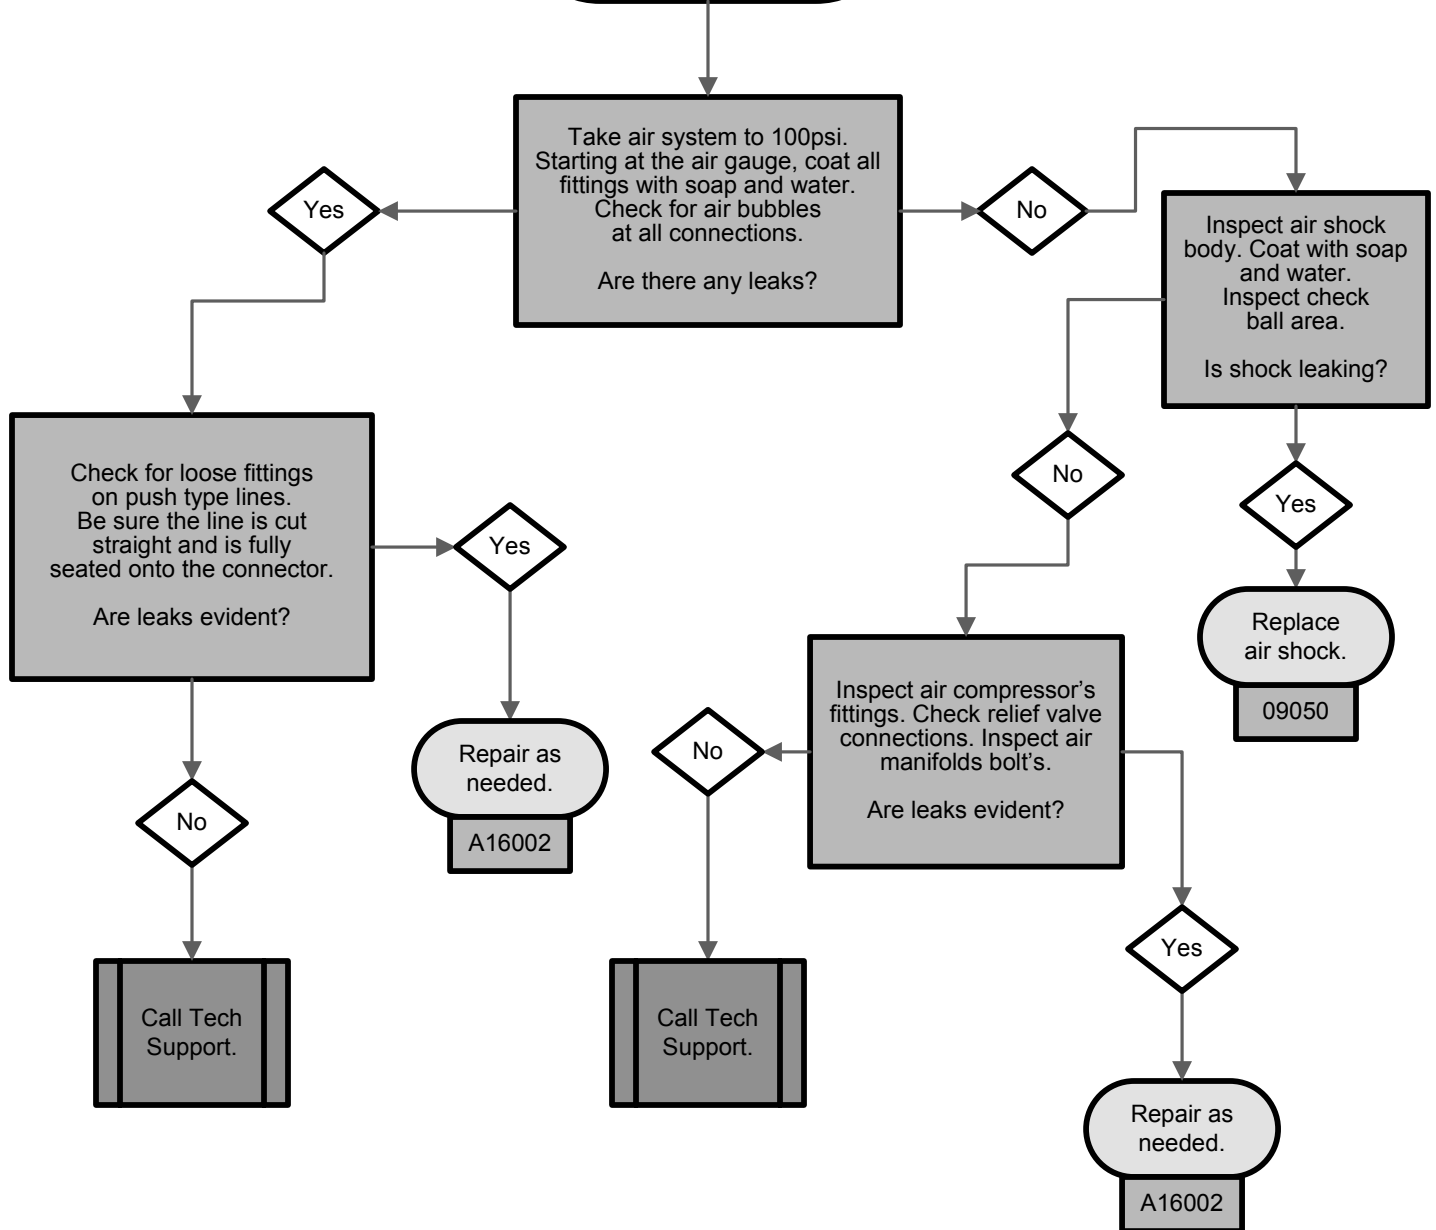 Take air system to 100psi.
Starting at the air gauge, coat all
fittings with soap and water.
Check for air bubbles
at all connections.
Are there any leaks?
Yes
No
Inspect air shock
body. Coat with soap
and water.
Inspect check
ball area.
Is shock leaking?
Check for loose fittings
on push type lines.
Be sure the line is cut
straight and is fully
seated onto the connector.
Are leaks evident?
Yes
No
Yes
Replace
air shock.
09050
Inspect air compressor's
fittings. Check relief valve
connections. Inspect air
manifolds bolt's.
Are leaks evident?
No
Repair as
needed.
A16002
No
Yes
Call Tech
Support.
Call Tech
Support.
Repair as
needed.
A16002